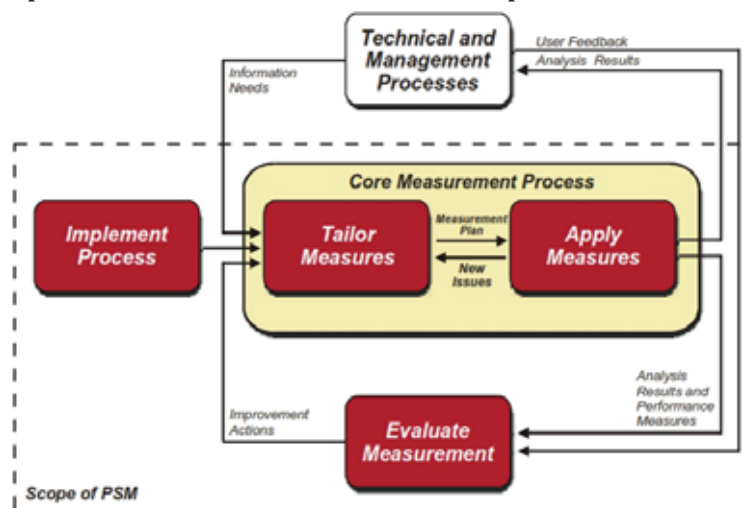 Technical and
Management
Processes
User Feedback
Analysis Results
Information
Needs
Core Measurement Process
Implement
Process
Tailor
Measures
Measurement
Plan
New
Issues
Apply
Measures
Analysis
Results and
Performance
Measures
Improvement
Actions
Evaluate
Measurement
Scope of PSM